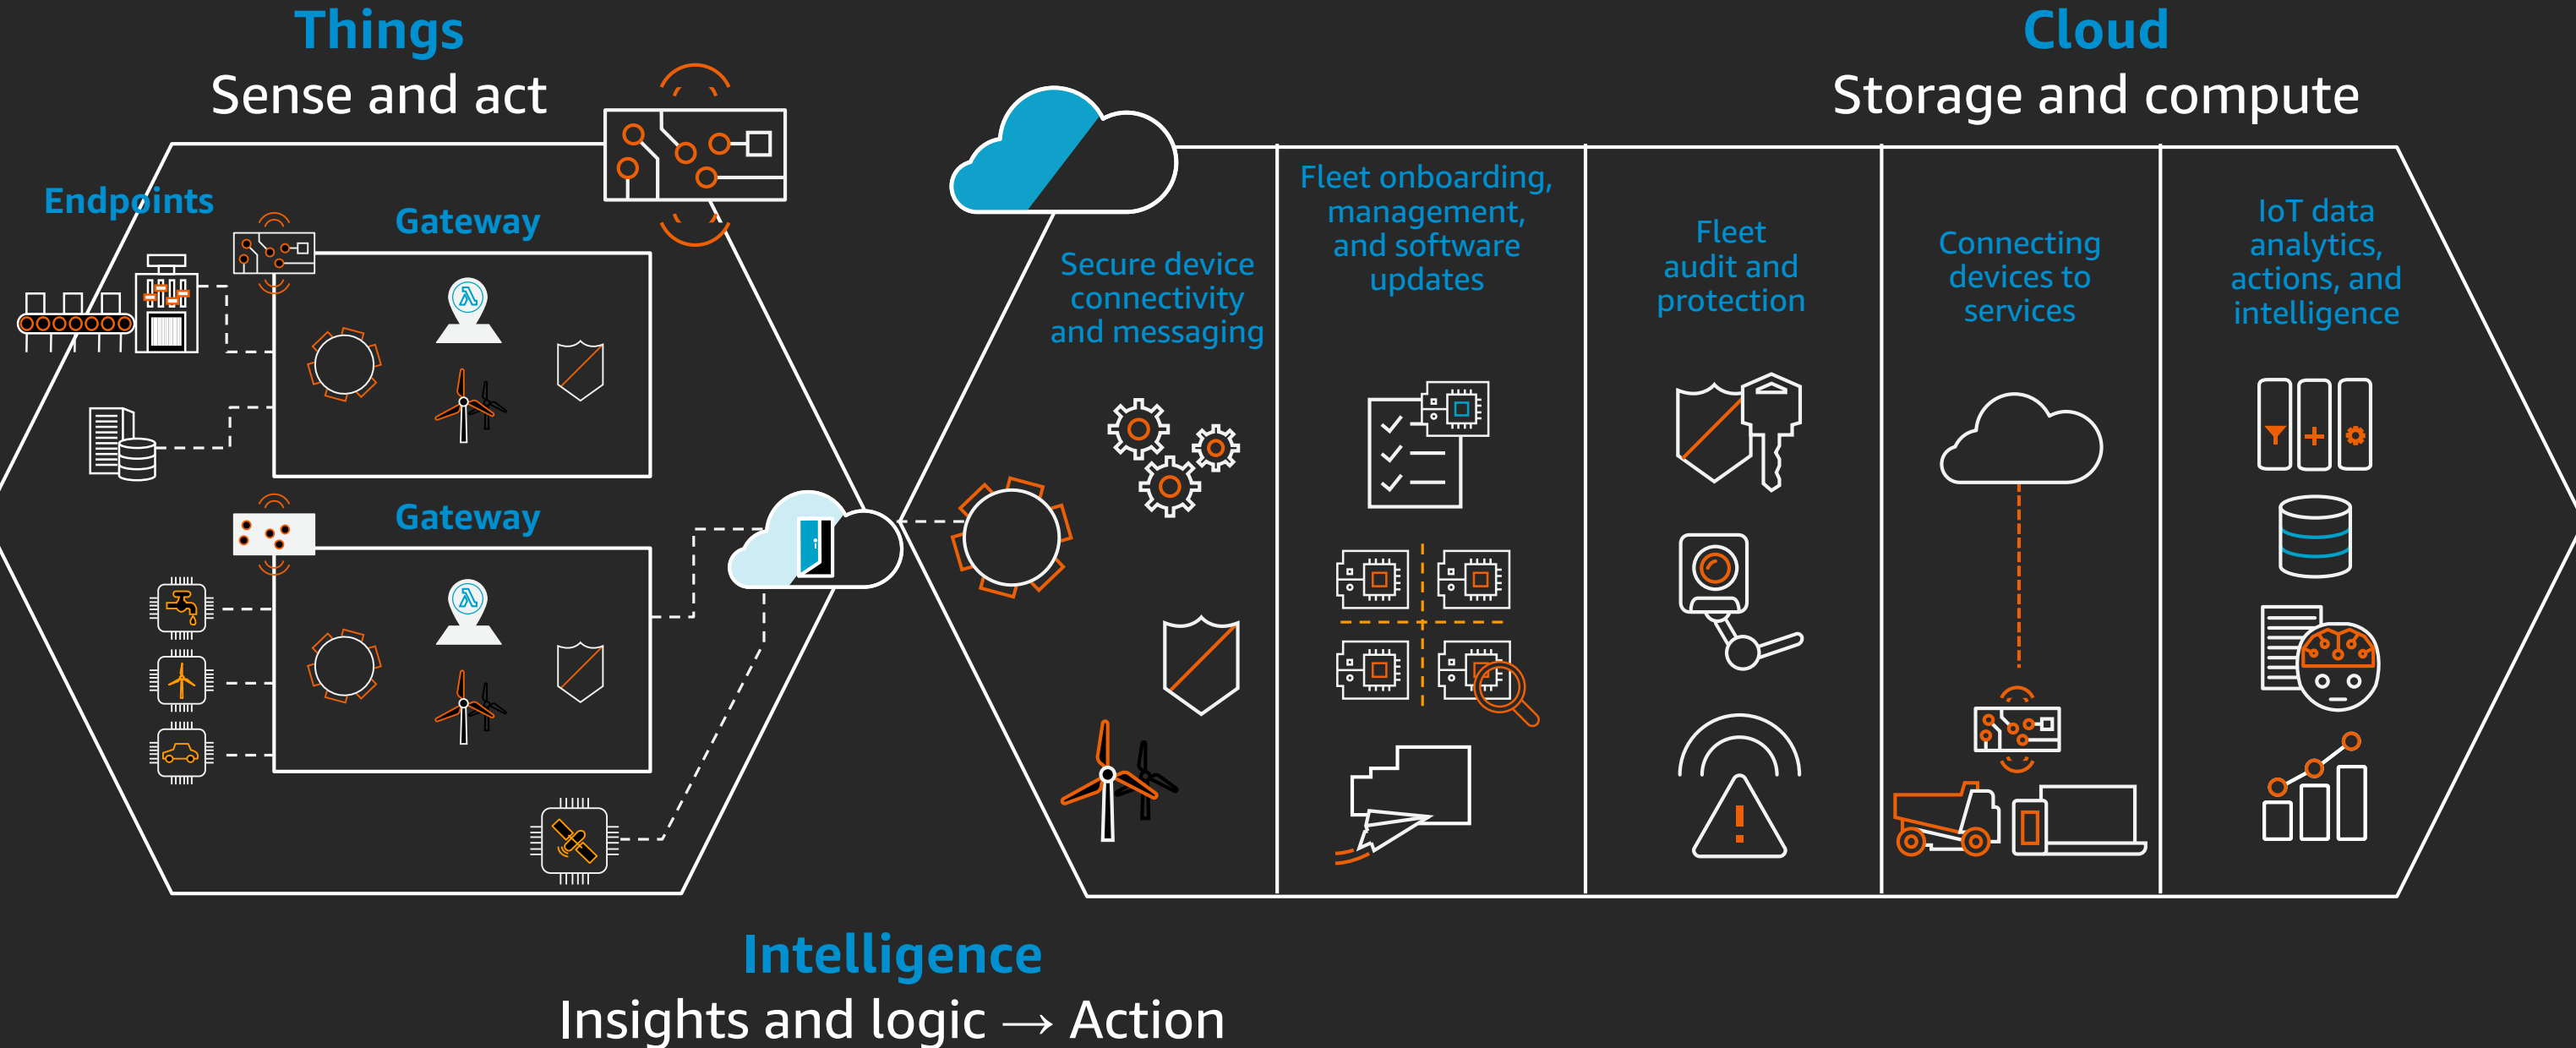 Things
Sense and act
Endpoints
Gateway
Gateway
Cloud
Storage and compute
Secure device
connectivity
and messaging
Fleet onboarding,
management,
and software
updates
Fleet
audit and
protection
Connecting
devices to
services
IoT data
analytics,
actions, and
intelligence
Intelligence
Insights and logic → Action